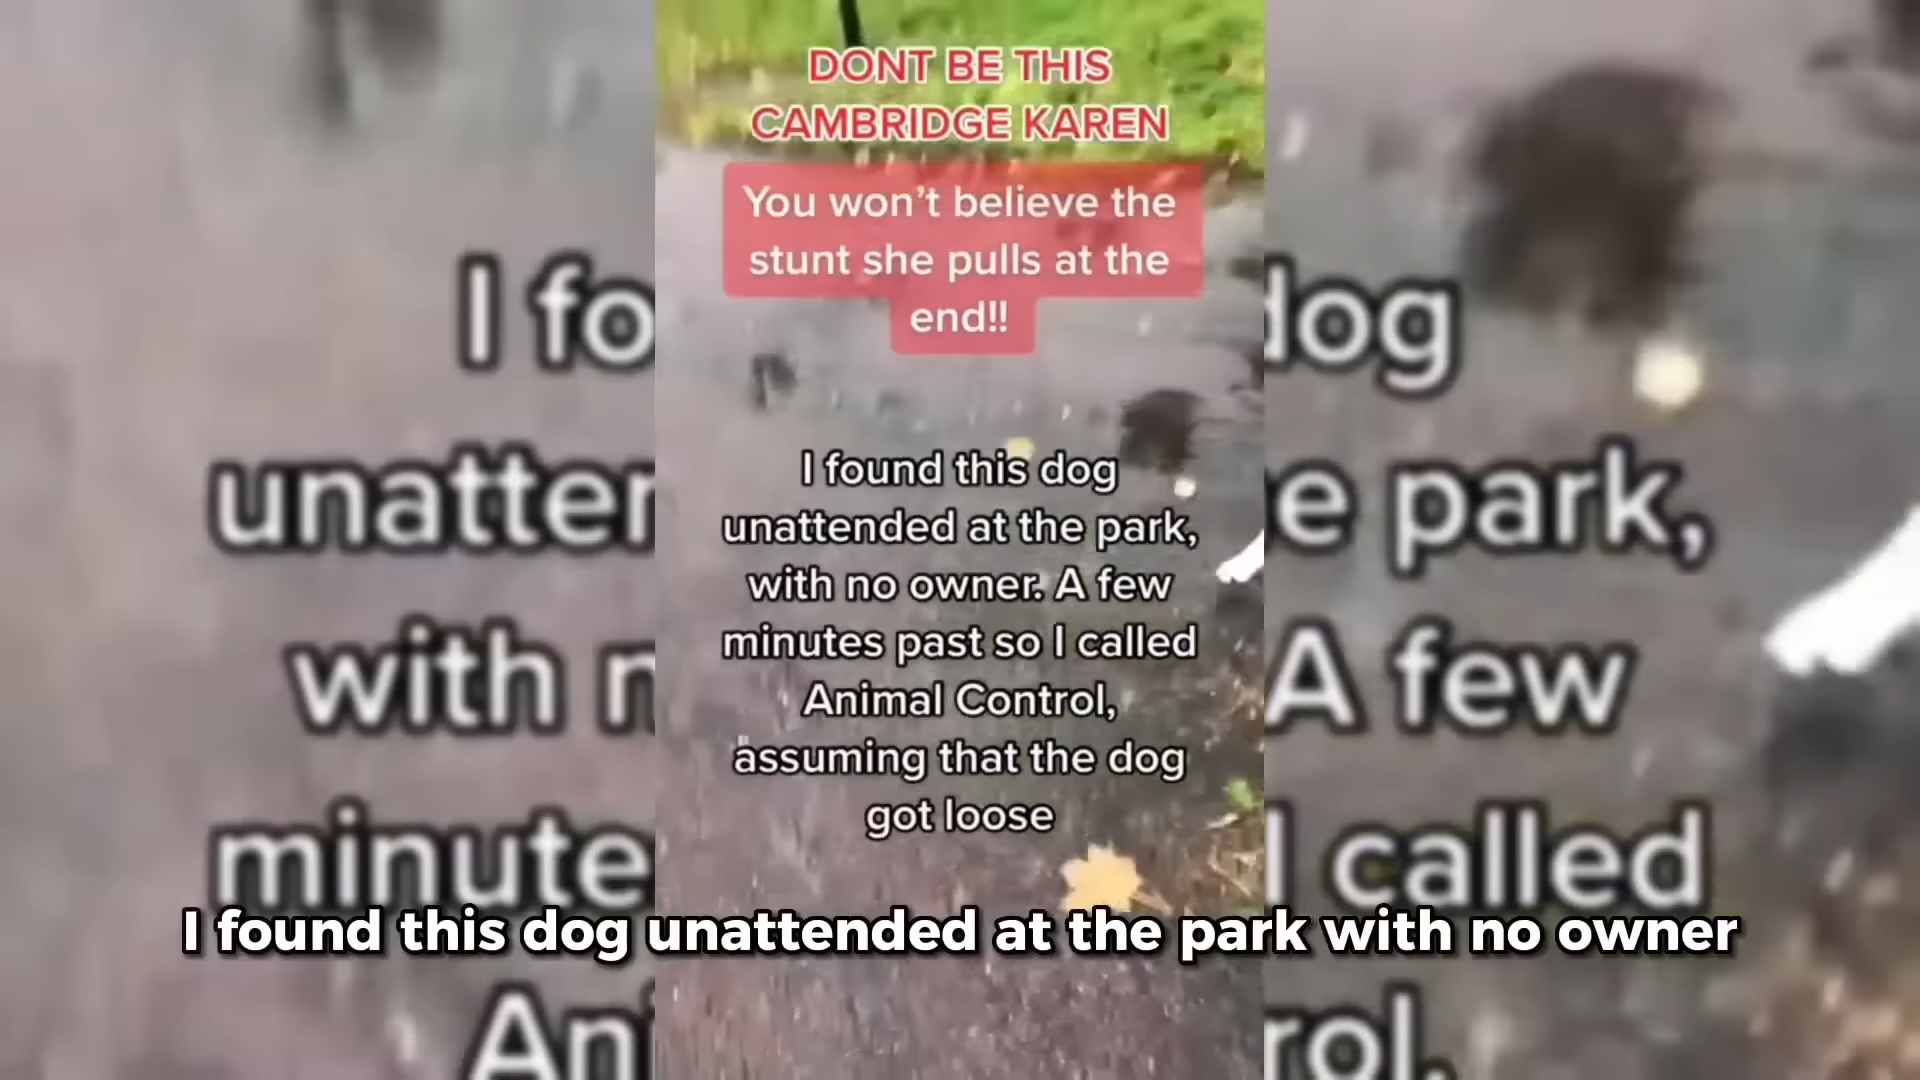 DONT BE THIS
CAMBRIDGE KAREN
You won't believe the
stunt she pulls at the
end!!
I found this dog
unattended at the park,
with no owner. A few
minutes past so I called
Animal Control,
assuming that the dog
got loose
I found this dog unattended at the park with no owner